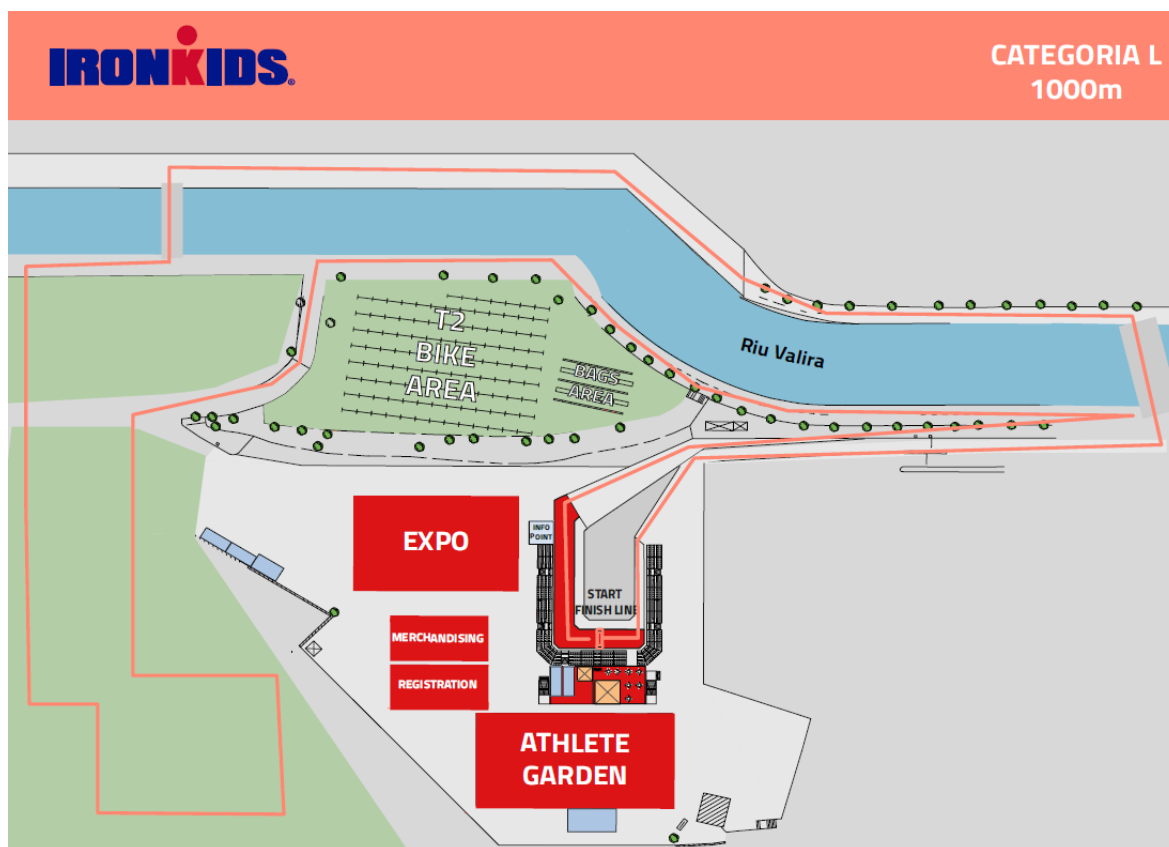 IRONKIDS®
CATEGORIA L
1000m
T2
BIKE
AREA
BAGS
AREA
Riu Valira
EXPO
INFO
POINT
START
FINISH LINE
MERCHANDISING
REGISTRATION
ATHLETE
GARDEN